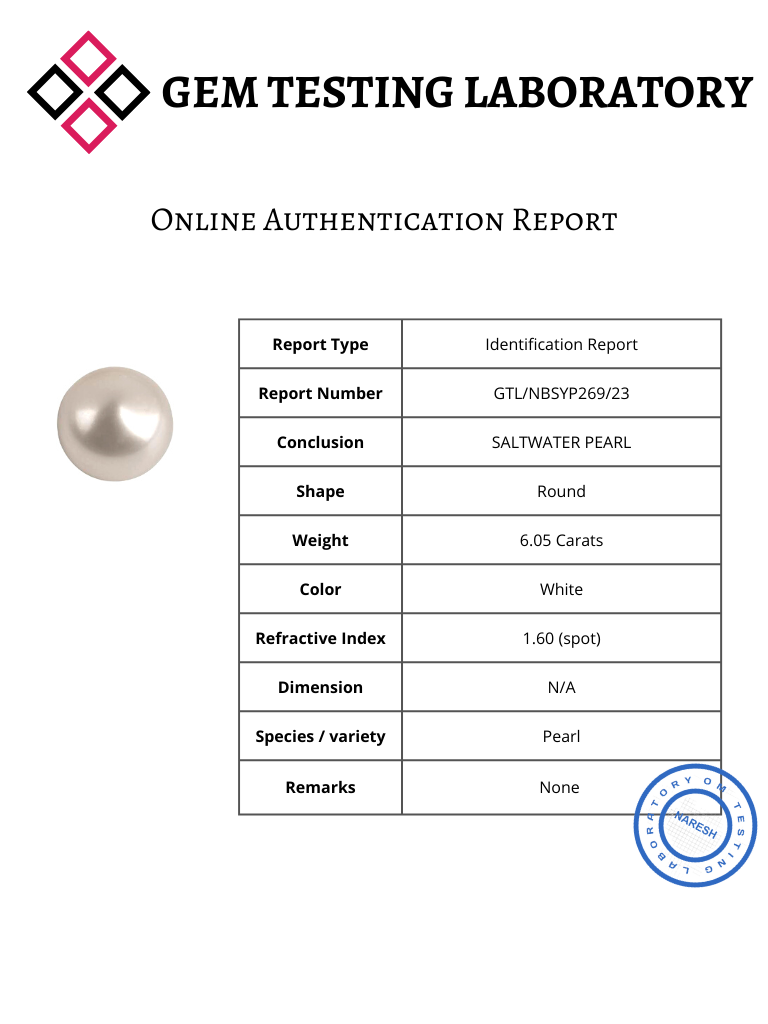 GEM TESTING LABORATORY
Online Authentication Report
Report Type Identification Report
Report Number GTL/NBSYP269/23
Conclusion SALTWATER PEARL
Shape Round
Weight 6.05 Carats
Color White
Refractive Index 1.60 (spot)
Dimension N/A
Species / variety Pearl
Remarks None
OM TESTING LABORATORY
NARESH